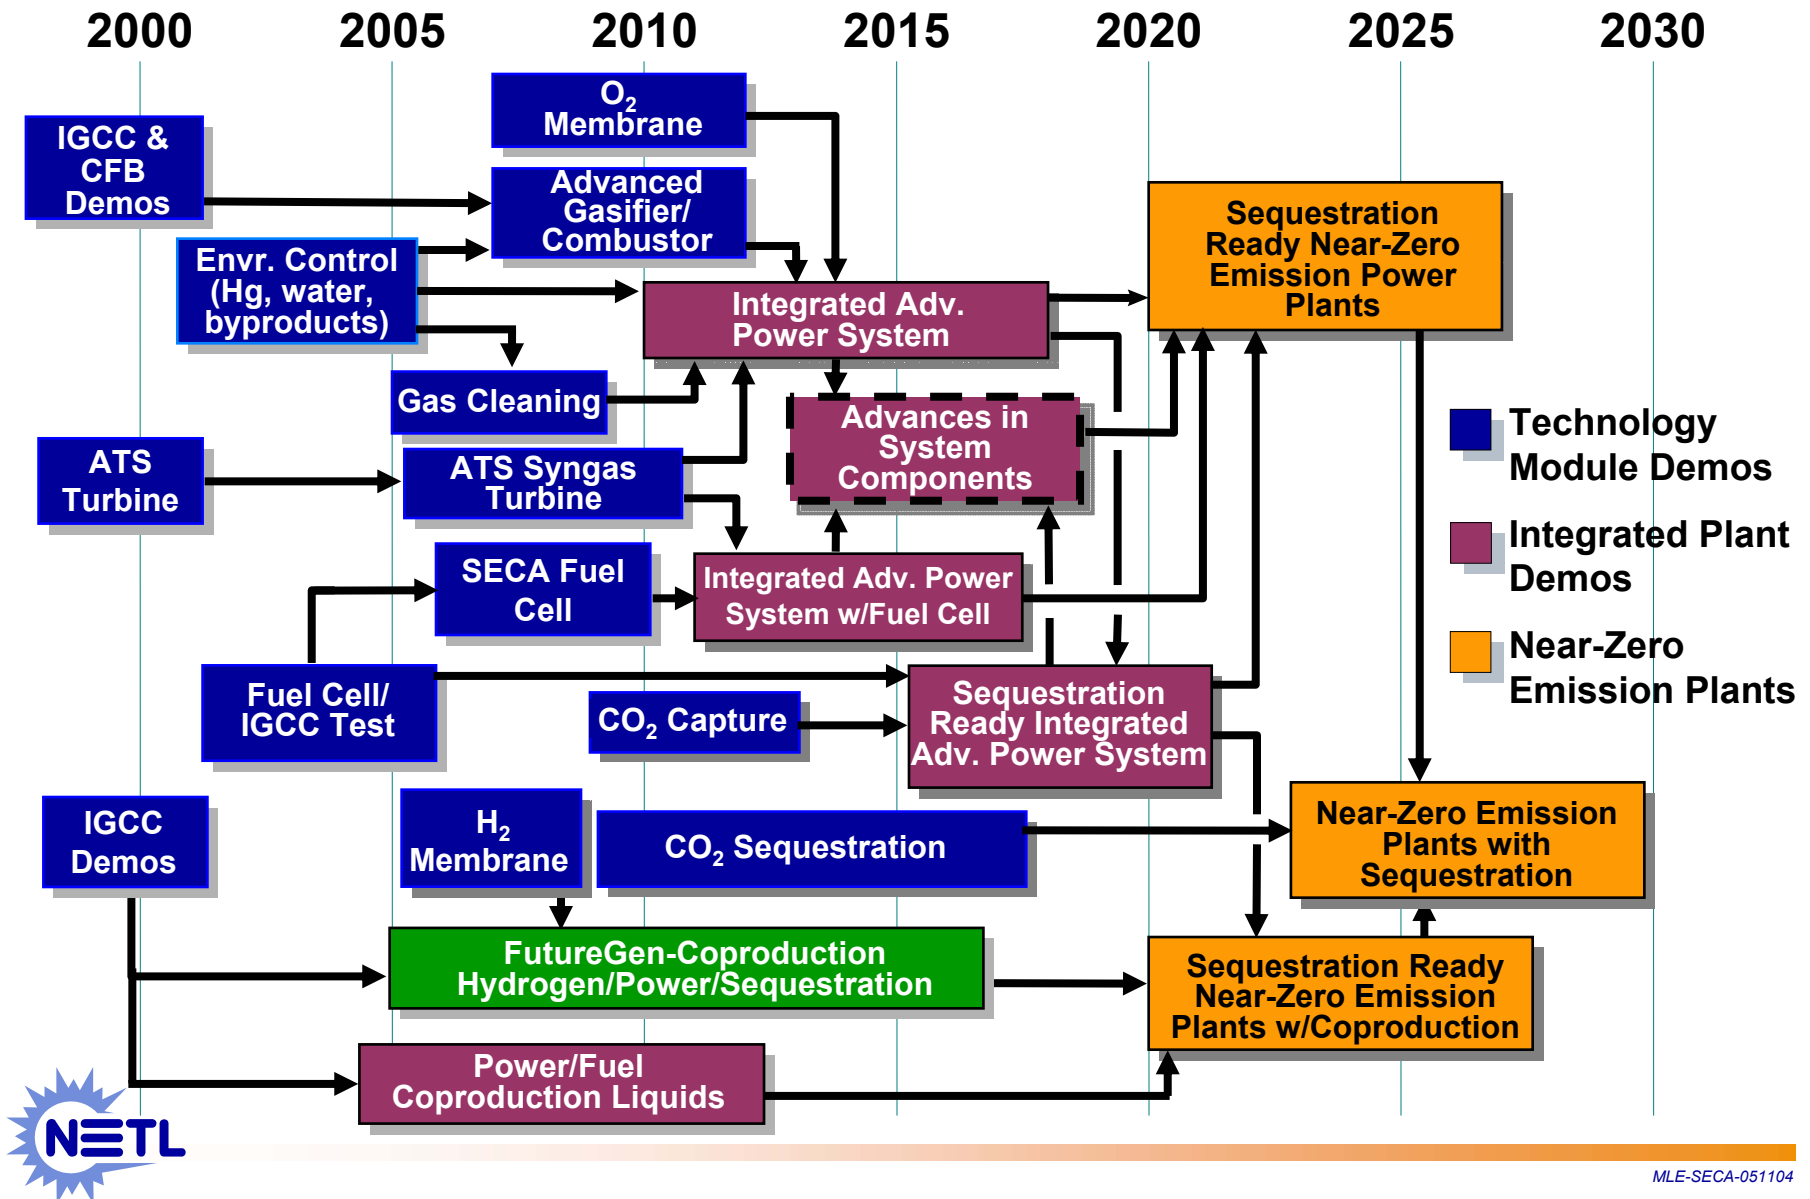 2000 2005 2010 2015 2020 2025 2030
O₂
Membrane
IGCC &
CFB
Demos
Advanced
Gasifier/
Combustor
Sequestration
Ready Near-Zero
Emission Power
Plants
Envr. Control
(Hg, water,
byproducts)
Integrated Adv.
Power System
Gas Cleaning
Advances in
System
Components
Technology
Module Demos
ATS
Turbine
ATS Syngas
Turbine
Integrated Plant
Demos
SECA Fuel
Cell
Integrated Adv. Power
System w/Fuel Cell
Near-Zero
Emission Plants
Fuel Cell/
IGCC Test
CO₂ Capture
Sequestration
Ready Integrated
Adv. Power System
IGCC
Demos
H₂
Membrane
CO₂ Sequestration
Near-Zero Emission
Plants with
Sequestration
FutureGen-Coproduction
Hydrogen/Power/Sequestration
Sequestration Ready
Near-Zero Emission
Plants w/Coproduction
Power/Fuel
Coproduction Liquids
NETL
MLE-SECA-051104